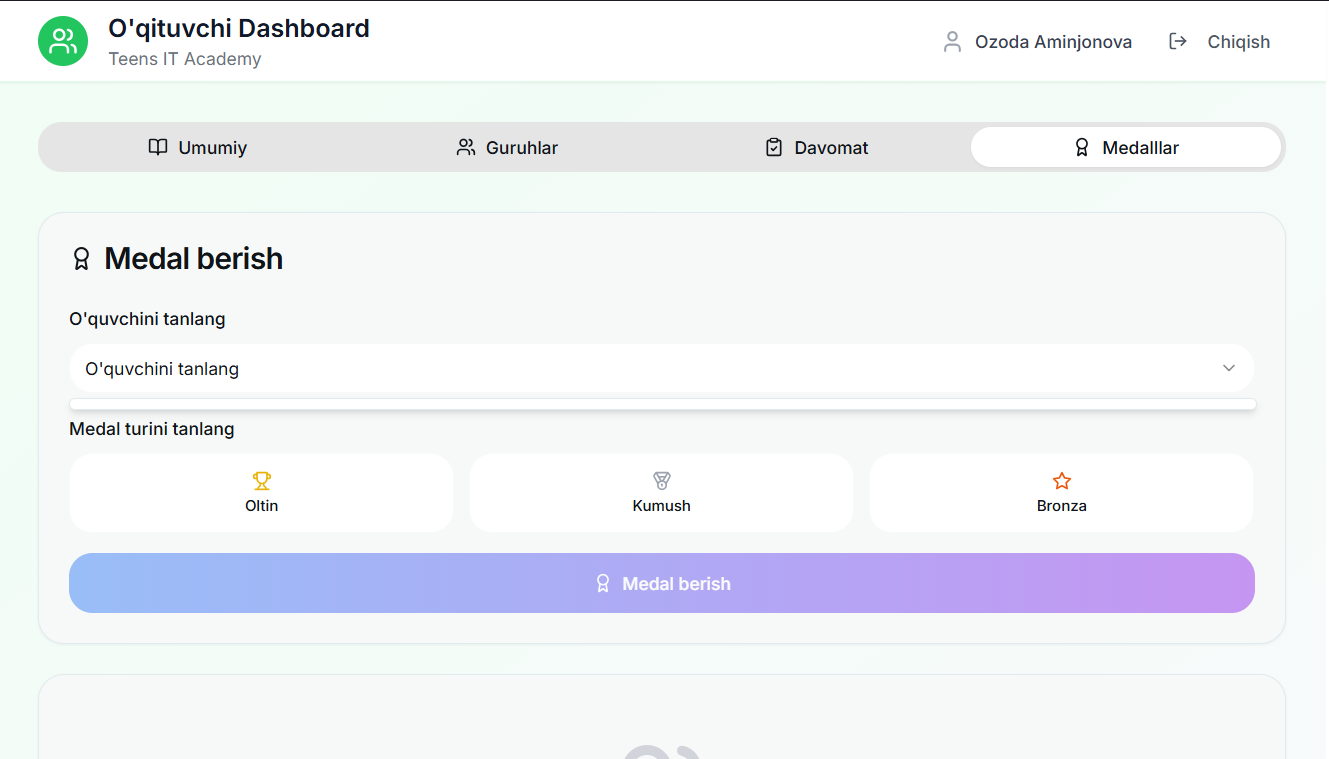 O'qituvchi Dashboard
Teens IT Academy
Ozoda Aminjonova
Chiqish
Umumiy
Guruhlar
Davomat
Medalllar
Medal berish
O'quvchini tanlang
O'quvchini tanlang
Medal turini tanlang
Oltin
Kumush
Bronza
Medal berish